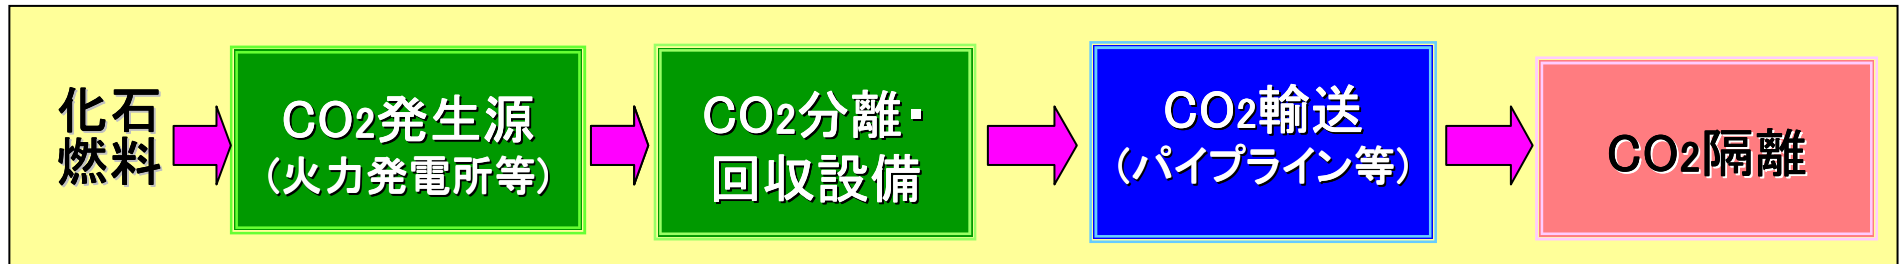 化石
燃料
CO2発生源
(火力発電所等)
CO2分離・
回収設備
CO2輸送
(パイプライン等)
CO2隔離